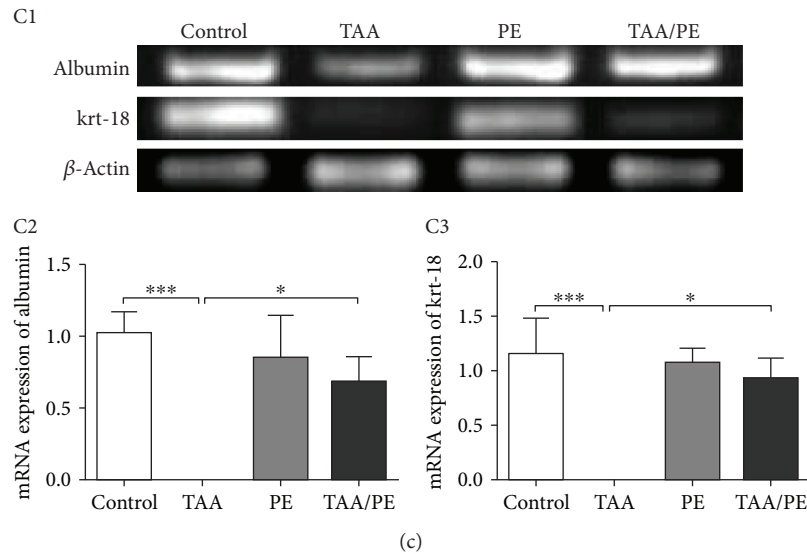 C1
Control TAA PE TAA/PE
Albumin
krt-18
β-Actin
C2
mRNA expression of albumin
1.5
1.0
0.5
0.0
*** *
Control TAA PE TAA/PE
C3
mRNA expression of krt-18
2.0
1.5
1.0
0.5
0.0
*** *
Control TAA PE TAA/PE
(c)